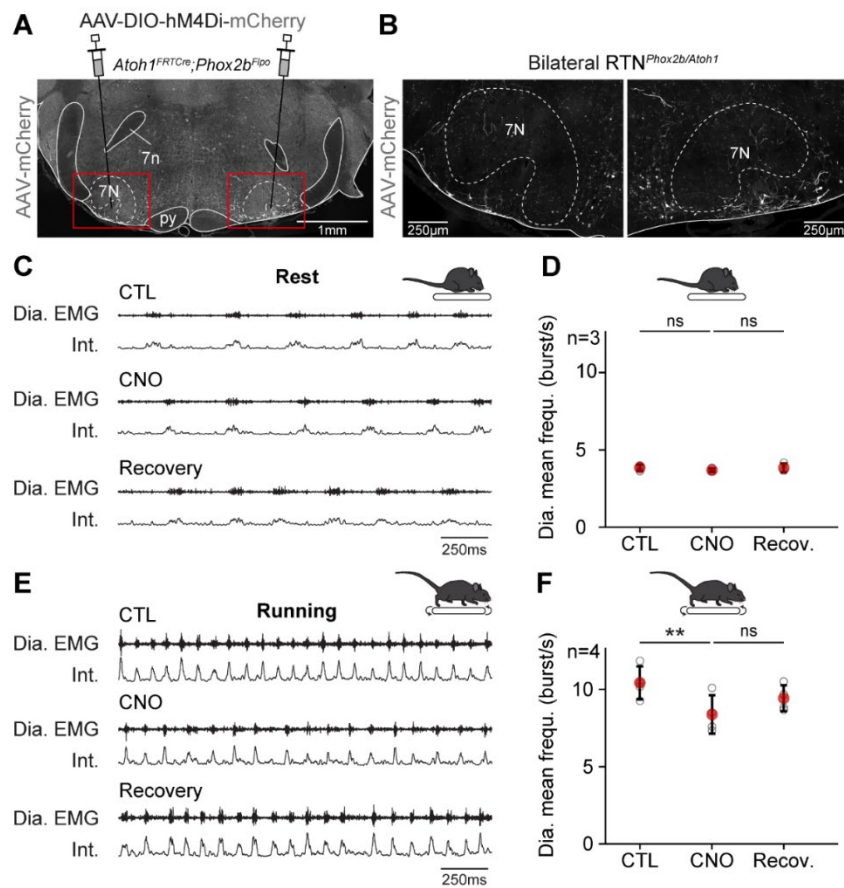 A
AAV-DIO-hM4Di-mCherry
Atoh1FRTCre;Phox2bFlpo
AAV-mCherry
7n
7N
py
1mm
B
Bilateral RTNPhox2b/Atoh1
AAV-mCherry
7N
250µm
7N
250µm
C
Rest
CTL
Dia. EMG
Int.
CNO
Dia. EMG
Int.
Recovery
Dia. EMG
Int.
250ms
D
ns ns
n=3
Dia. mean frequ. (burst/s)
10
5
0
CTL CNO Recov.
E
Running
CTL
Dia. EMG
Int.
CNO
Dia. EMG
Int.
Recovery
Dia. EMG
Int.
250ms
F
** ns
n=4
Dia. mean frequ. (burst/s)
10
5
0
CTL CNO Recov.